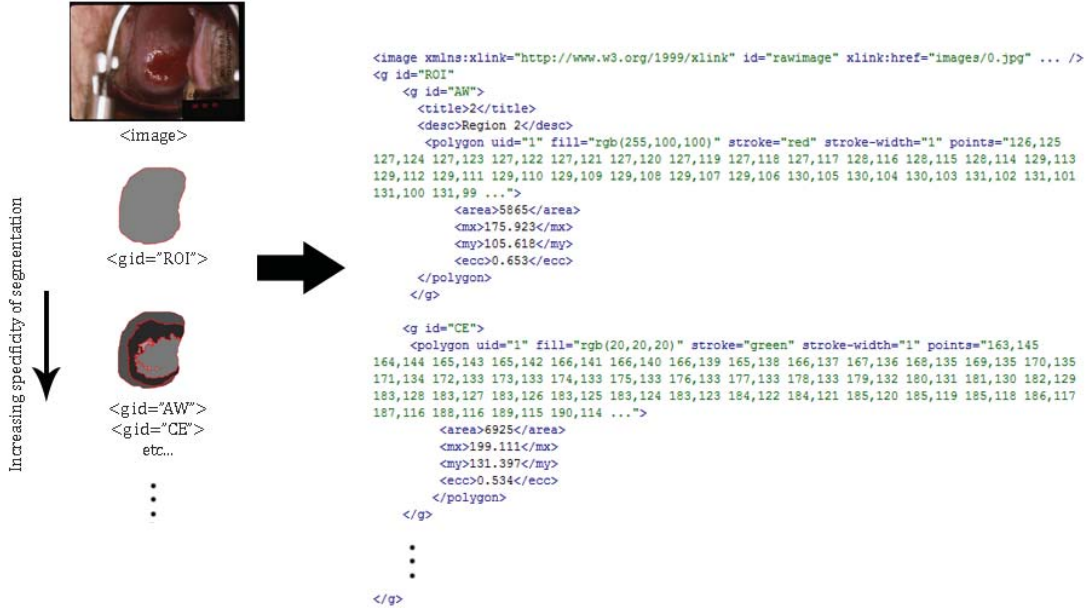 <image>
<gid="ROI">
Increasing specificity of segmentation
<gid="AW">
<gid="CE">
etc...
<image xmlns:xlink="http://www.w3.org/1999/xlink" id="rawimage" xlink:href="images/0.jpg" ... />
<g id="ROI"
<g id="AW">
<title>2</title>
<desc>Region 2</desc>
<polygon uid="1" fill="rgb(255,100,100)" stroke="red" stroke-width="1" points="126,125
127,124 127,123 127,122 127,121 127,120 127,119 127,118 127,117 128,116 128,115 128,114 129,113
129,112 129,111 129,110 129,109 129,108 129,107 129,106 130,105 130,104 130,103 131,102 131,101
131,100 131,99 ...">
<area>5865</area>
<mx>175.923</mx>
<my>105.618</my>
<ecc>0.653</ecc>
</polygon>
</g>
<g id="CE">
<polygon uid="1" fill="rgb(20,20,20)" stroke="green" stroke-width="1" points="163,145
164,144 165,143 165,142 166,141 166,140 166,139 165,138 166,137 167,136 168,135 169,135 170,135
171,134 172,133 173,133 174,133 175,133 176,133 177,133 178,133 179,132 180,131 181,130 182,129
183,128 183,127 183,126 183,125 183,124 183,123 184,122 184,121 185,120 185,119 185,118 186,117
187,116 188,116 189,115 190,114 ...">
<area>6925</area>
<mx>199.111</mx>
<my>131.397</my>
<ecc>0.534</ecc>
</polygon>
</g>
</g>